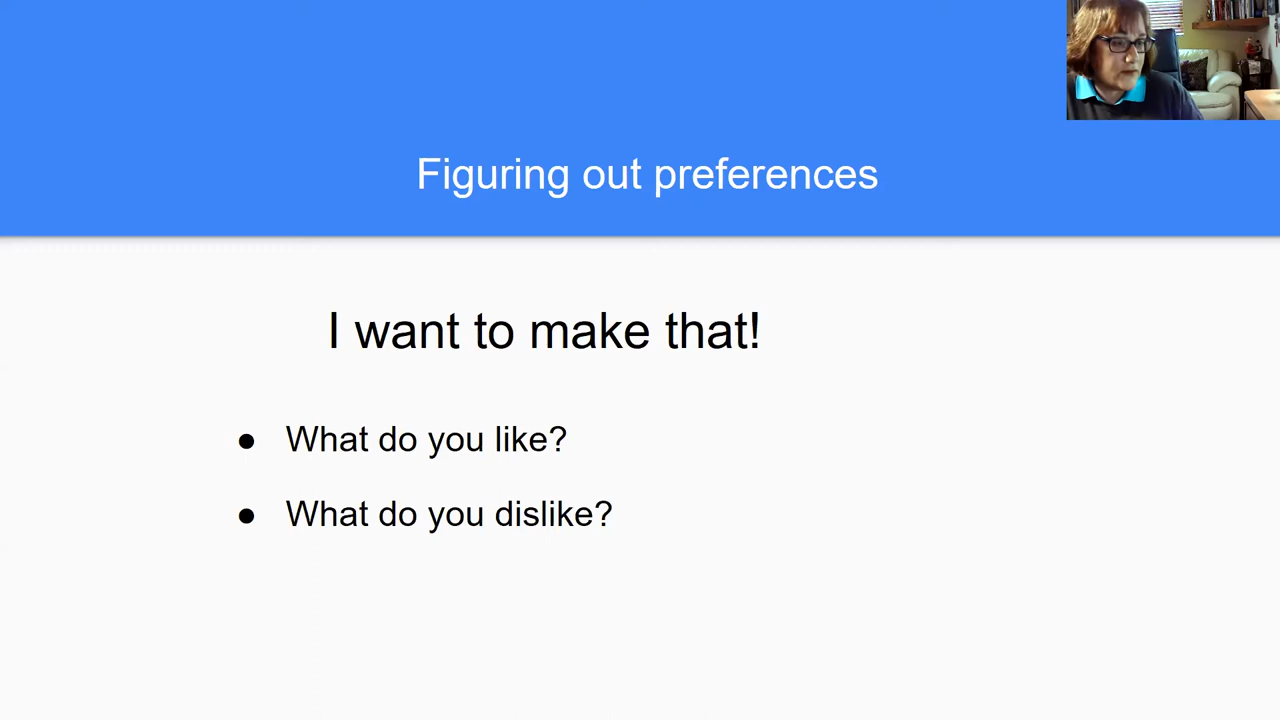 Figuring out preferences
I want to make that!
● What do you like?
● What do you dislike?